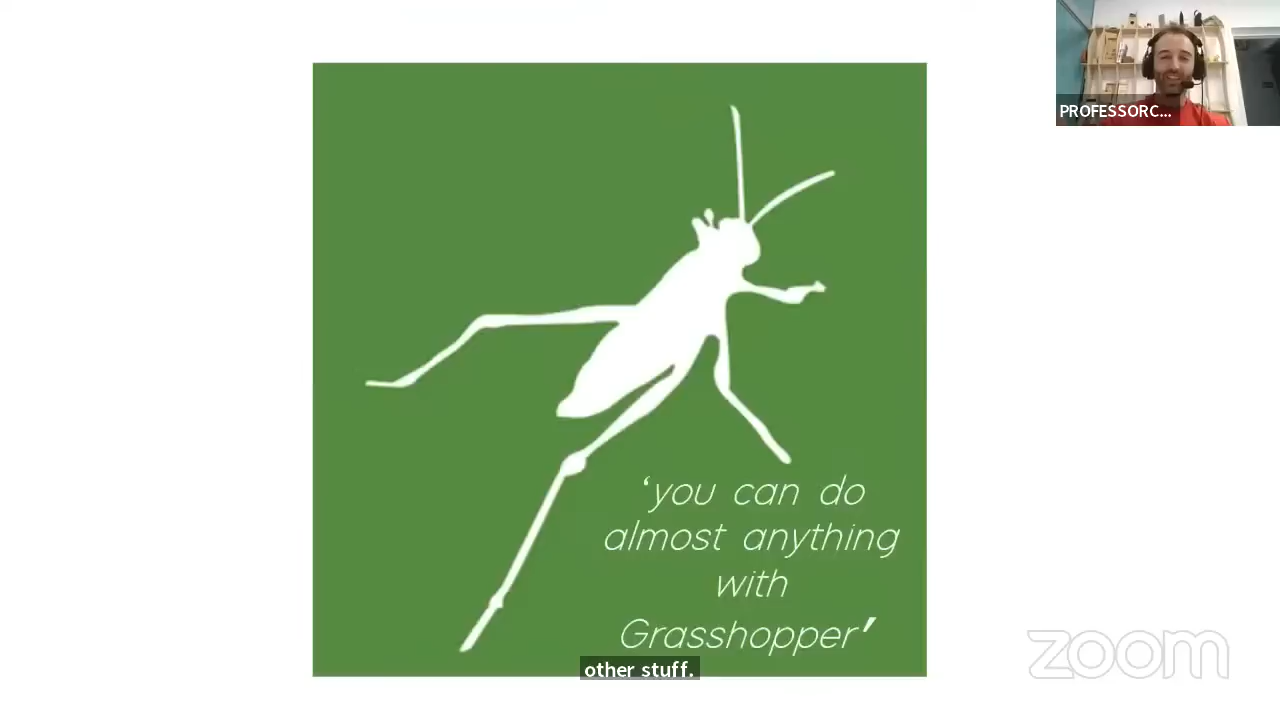 PROFESSORC...
‘you can do
almost anything
with
Grasshopper’
other stuff.
zoom